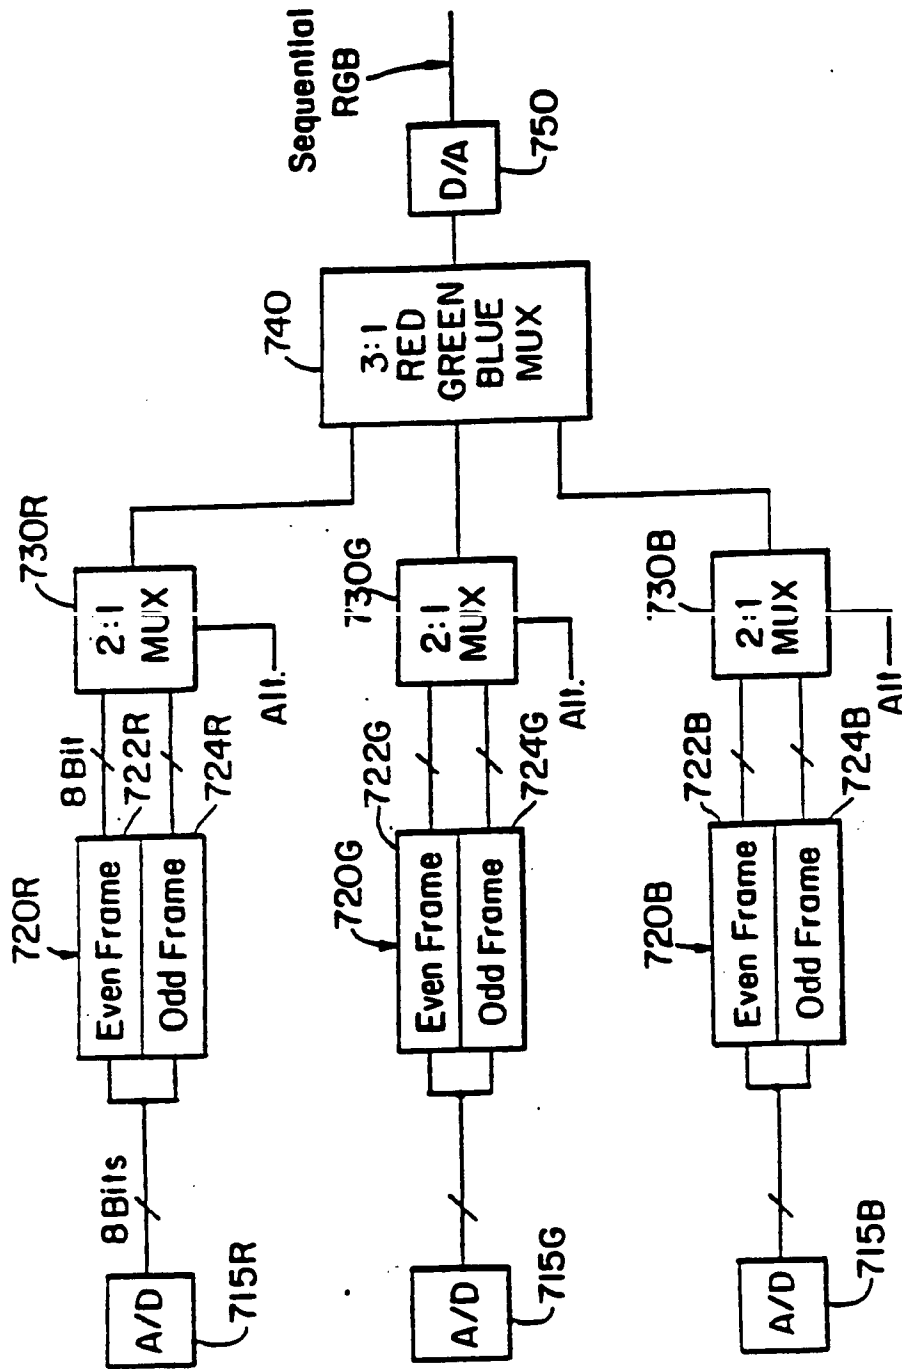 715R
A/D
8 Bits
720R
Even Frame
Odd Frame
8 Bit
722R
724R
730R
2:1
MUX
Alt.
715G
A/D
720G
Even Frame
Odd Frame
722G
724G
730G
2:1
MUX
Alt.
715B
A/D
720B
Even Frame
Odd Frame
722B
724B
730B
2:1
MUX
Alt
740
3:1
RED
GREEN
BLUE
MUX
D/A
750
Sequential
RGB